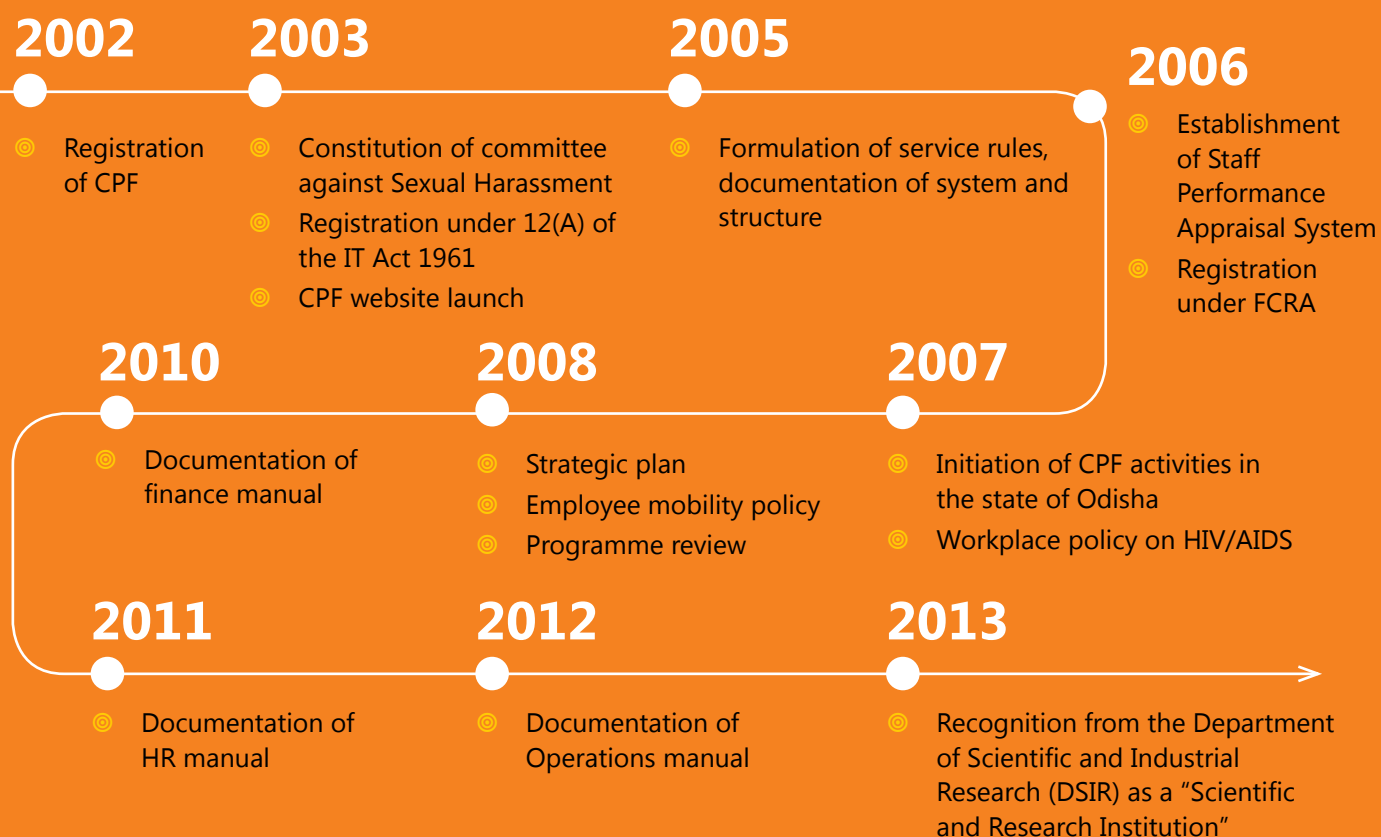 2002
Registration
of CPF
2003
Constitution of committee
against Sexual Harassment
Registration under 12(A) of
the IT Act 1961
CPF website launch
2005
Formulation of service rules,
documentation of system and
structure
2006
Establishment
of Staff
Performance
Appraisal System
Registration
under FCRA
2007
Initiation of CPF activities in
the state of Odisha
Workplace policy on HIV/AIDS
2008
Strategic plan
Employee mobility policy
Programme review
2010
Documentation of
finance manual
2011
Documentation of
HR manual
2012
Documentation of
Operations manual
2013
Recognition from the Department
of Scientific and Industrial
Research (DSIR) as a “Scientific
and Research Institution”